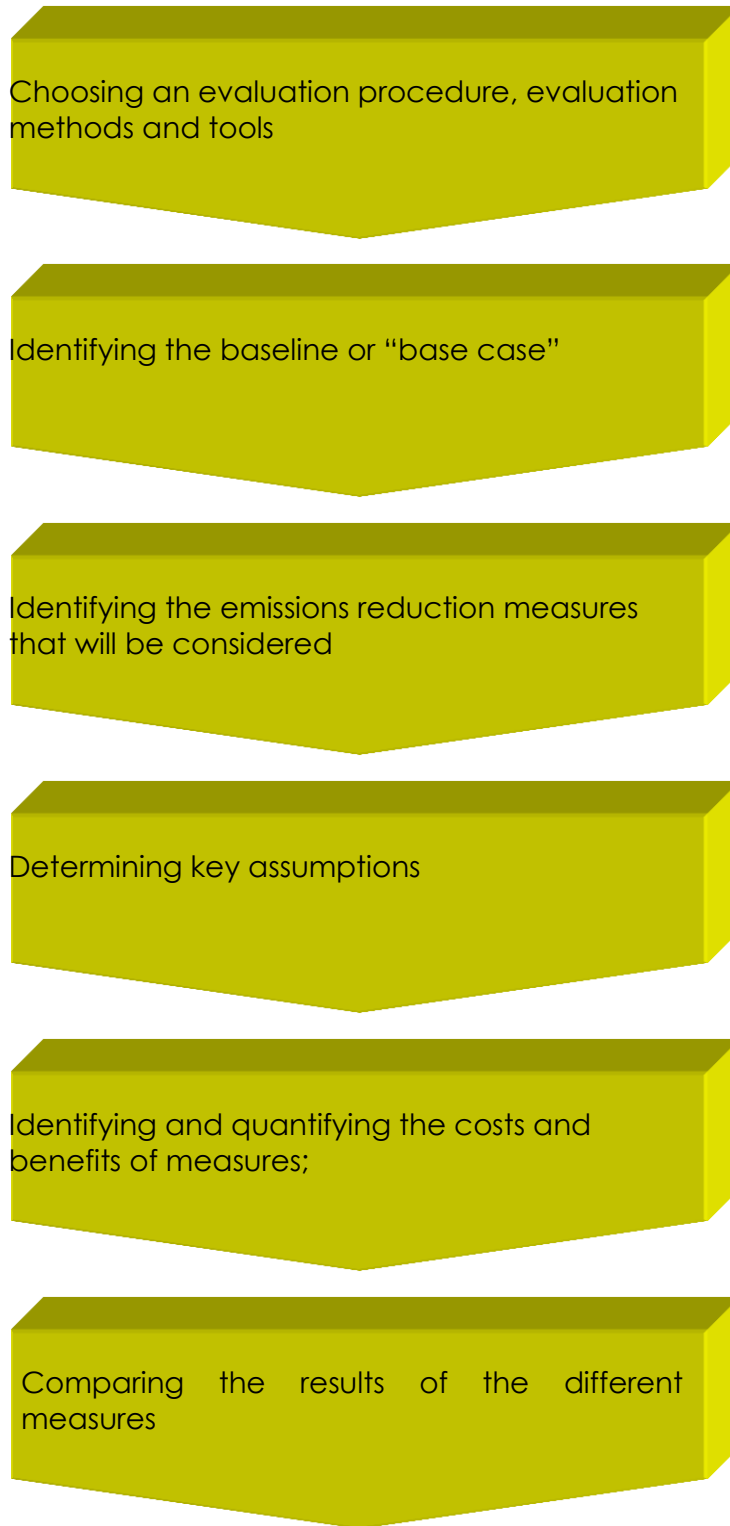 Choosing an evaluation procedure, evaluation
methods and tools
Identifying the baseline or “base case”
Identifying the emissions reduction measures
that will be considered
Determining key assumptions
Identifying and quantifying the costs and
benefits of measures;
Comparing the results of the different
measures